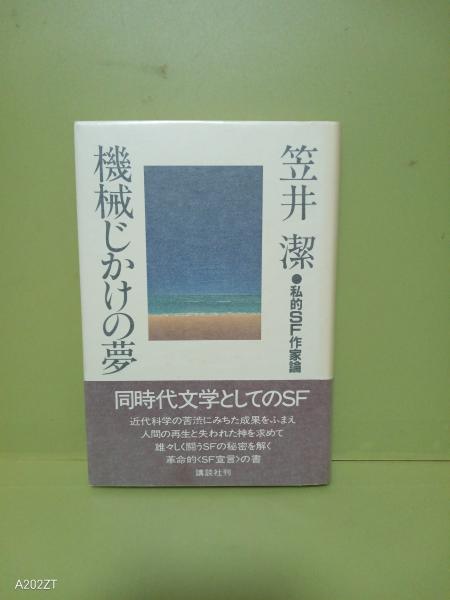 笠井 潔●私的SF作家論
機械じかけの夢
同時代文学としてのSF
近代科学の苦渋にみちた成果をふまえ
人間の再生と失われた神を求めて
雄々しく闘うSFの秘密を解く
革命的〈SF宣言〉の書
講談社刊
A202ZT